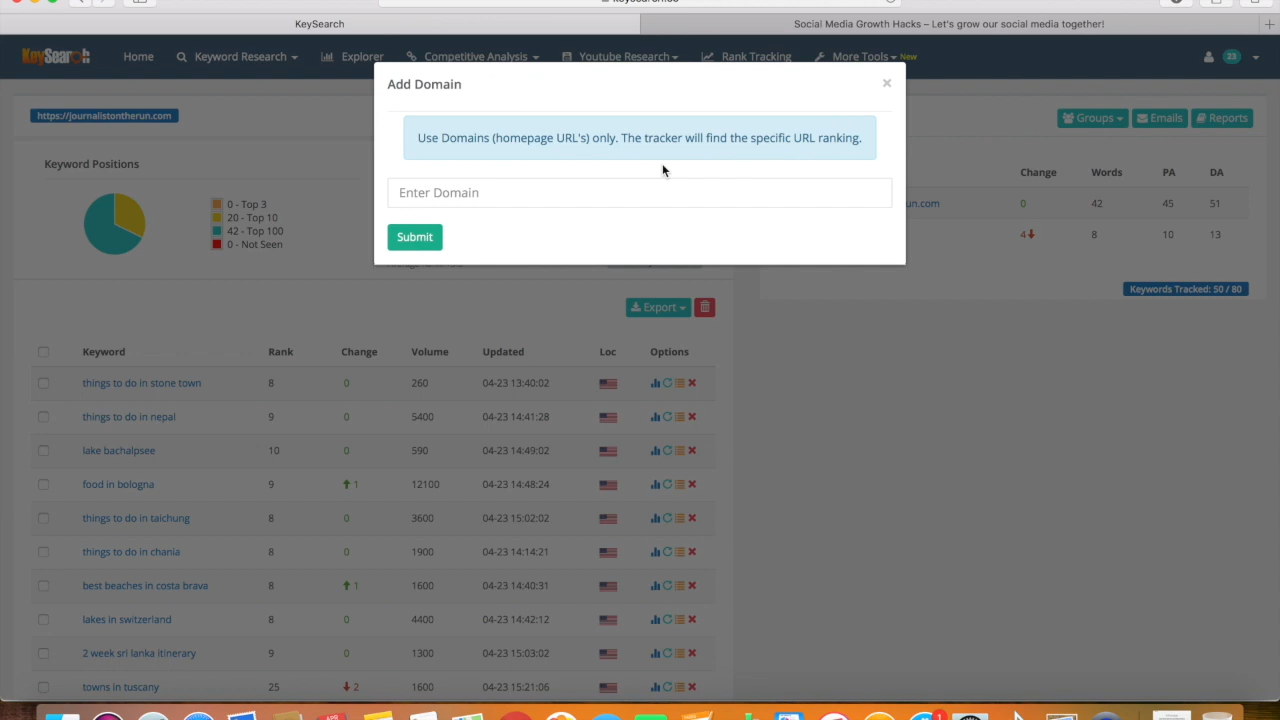 KeySearch
Social Media Growth Hacks – Let's grow our social media together!
KeySearch
Home
Keyword Research
Explorer
Competitive Analysis
Youtube Research
Rank Tracking
More Tools
New
23
Add Domain
×
Use Domains (homepage URL's) only. The tracker will find the specific URL ranking.
Enter Domain
Submit
https://journalistontherun.com
Groups
Emails
Reports
Keyword Positions
0 - Top 3
20 - Top 10
42 - Top 100
0 - Not Seen
Change Words PA DA
un.com 0 42 45 51
4 8 10 13
Keywords Tracked: 50 / 80
Export
Keyword Rank Change Volume Updated Loc Options
things to do in stone town 8 0 260 04-23 13:40:02
things to do in nepal 9 0 5400 04-23 14:41:28
lake bachalpsee 10 0 590 04-23 14:49:02
food in bologna 9 1 12100 04-23 14:48:24
things to do in taichung 8 0 3600 04-23 15:02:02
things to do in chania 8 0 1900 04-23 14:14:21
best beaches in costa brava 8 1 1600 04-23 14:40:31
lakes in switzerland 8 0 4400 04-23 14:42:12
2 week sri lanka itinerary 9 0 1300 04-23 15:03:02
towns in tuscany 25 2 1600 04-23 15:21:06